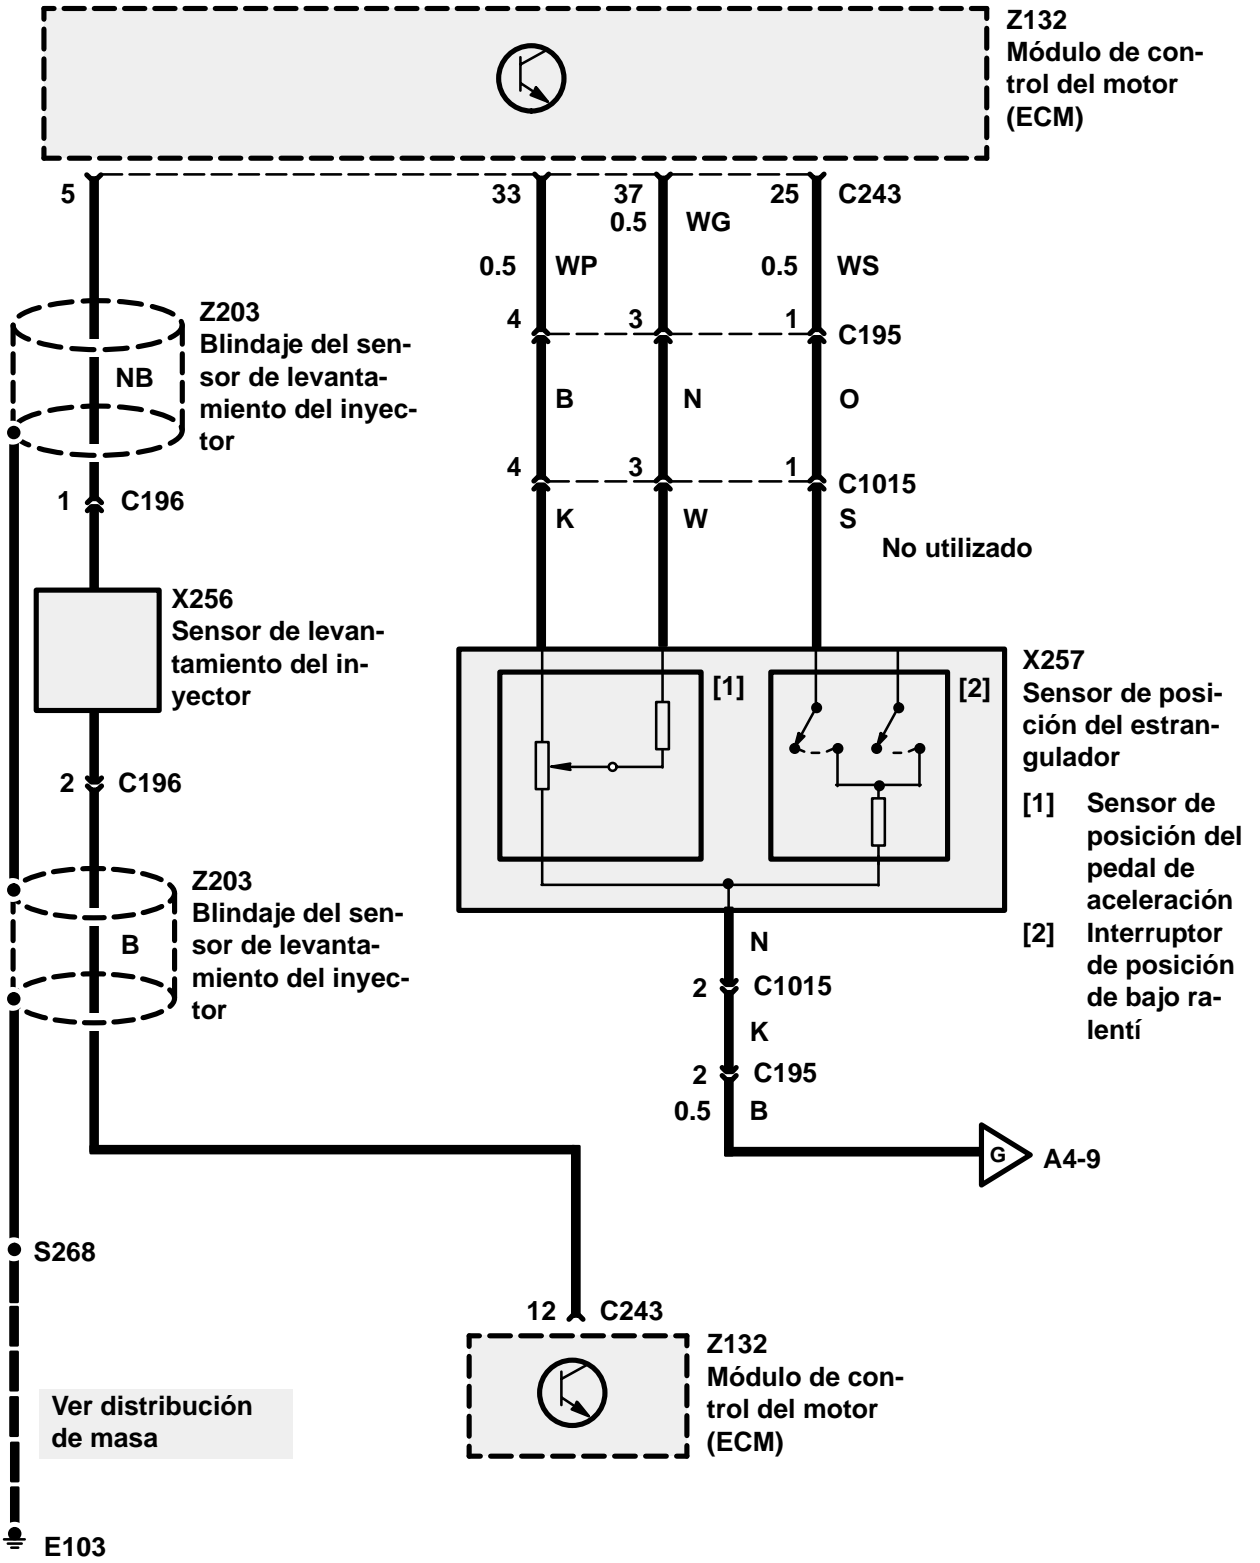 Z132
Módulo de con-
trol del motor
(ECM)
5
33
37
25
C243
0.5
WG
0.5
WP
0.5
WS
4
3
1
C195
Z203
Blindaje del sen-
sor de levanta-
miento del inyec-
tor
NB
B
N
O
4
3
1
C1015
1
C196
K
W
S
No utilizado
X256
Sensor de levan-
tamiento del in-
yector
X257
Sensor de posi-
ción del estran-
gulador
[1]
[2]
[1] Sensor de
posición del
pedal de
aceleración
[2] Interruptor
de posición
de bajo ra-
lentí
2
C196
Z203
Blindaje del sen-
sor de levanta-
miento del inyec-
tor
B
N
2
C1015
K
2
C195
0.5
B
G
A4-9
S268
12
C243
Z132
Módulo de con-
trol del motor
(ECM)
Ver distribución
de masa
E103